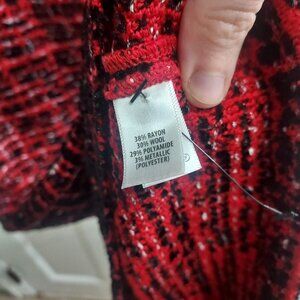 38% RAYON
30% WOOL
29% POLYAMIDE
3% METALLIC
(POLYESTER)